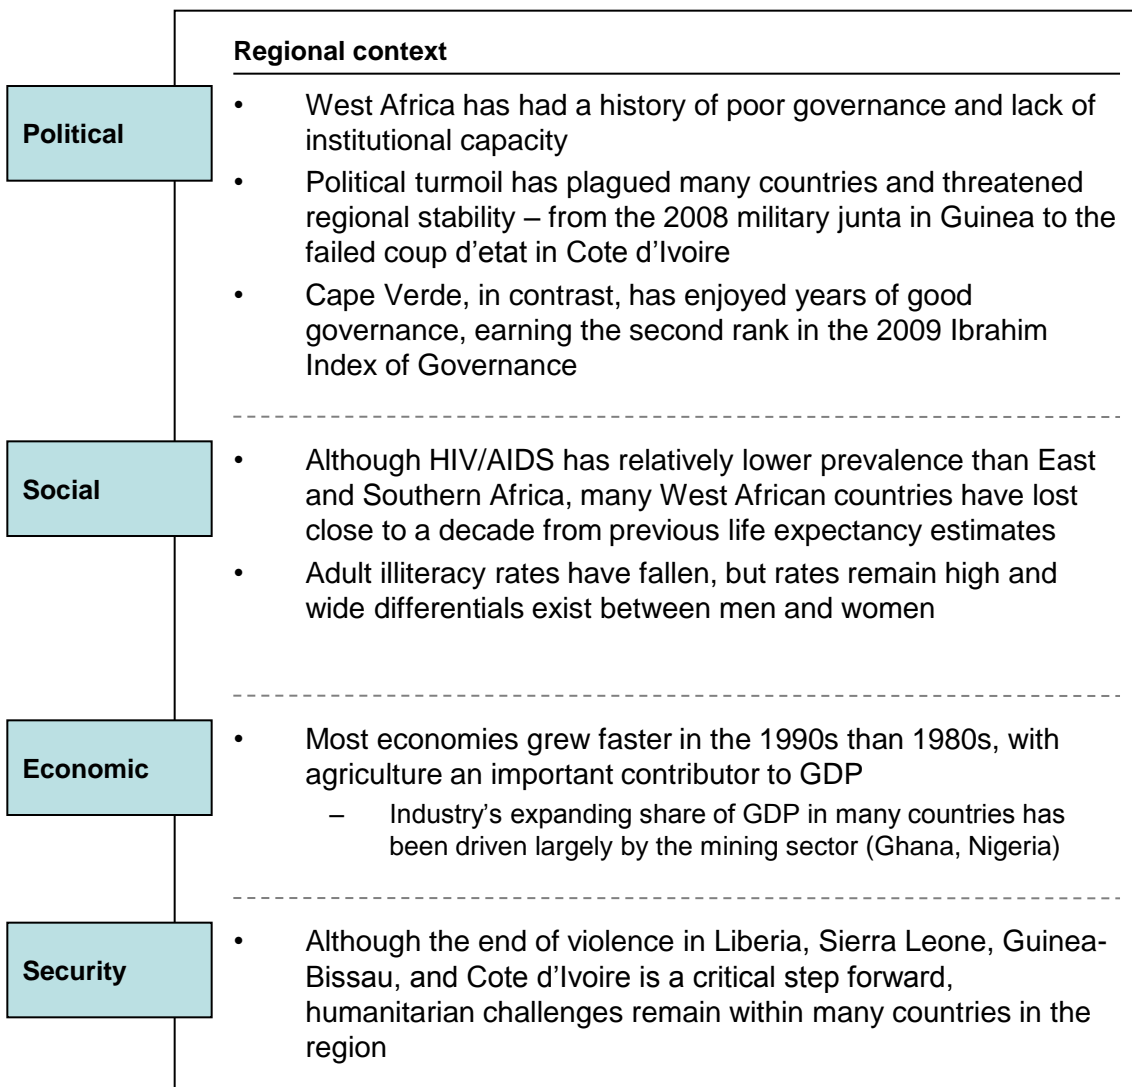 Regional context
Political
• West Africa has had a history of poor governance and lack of
institutional capacity
• Political turmoil has plagued many countries and threatened
regional stability – from the 2008 military junta in Guinea to the
failed coup d'etat in Cote d'Ivoire
• Cape Verde, in contrast, has enjoyed years of good
governance, earning the second rank in the 2009 Ibrahim
Index of Governance
Social
• Although HIV/AIDS has relatively lower prevalence than East
and Southern Africa, many West African countries have lost
close to a decade from previous life expectancy estimates
• Adult illiteracy rates have fallen, but rates remain high and
wide differentials exist between men and women
Economic
• Most economies grew faster in the 1990s than 1980s, with
agriculture an important contributor to GDP
– Industry's expanding share of GDP in many countries has
been driven largely by the mining sector (Ghana, Nigeria)
Security
• Although the end of violence in Liberia, Sierra Leone, Guinea-
Bissau, and Cote d'Ivoire is a critical step forward,
humanitarian challenges remain within many countries in the
region